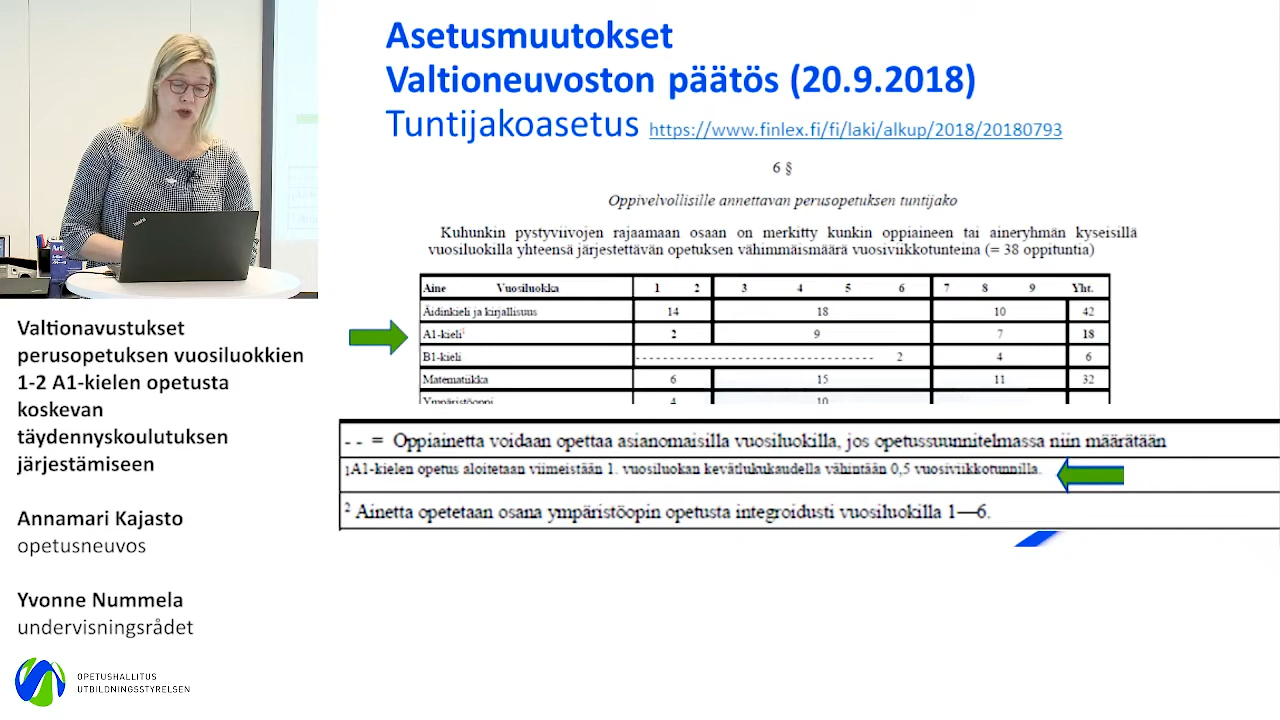 Asetusmuutokset
Valtioneuvoston päätös (20.9.2018)
Tuntijakoasetus https://www.finlex.fi/fi/laki/alkup/2018/20180793
6 §
Oppivelvollisille annettavan perusopetuksen tuntijako
Kuhunkin pystyviivojen rajaamaan osaan on merkitty kunkin oppiaineen tai aineryhmän kyseisillä
vuosiluokilla yhteensä järjestettävän opetuksen vähimmäismäärä vuosiviikkotunteina (= 38 oppituntia)
Aine Vuosiluokka 1 2 3 4 5 6 7 8 9 Yht.
Äidinkieli ja kirjallisuus 14 18 10 42
A1-kieli¹ 2 9 7 18
B1-kieli - - - - - - - - - - - - - - - - - - - - - - - - - - - - - - - 2 4 6
Matematiikka 6 15 11 32
Ympäristöoppi 4 10
- - = Oppiainetta voidaan opettaa asianomaisilla vuosiluokilla, jos opetussuunnitelmassa niin määrätään
1A1-kielen opetus aloitetaan viimeistään 1. vuosiluokan kevätlukukaudella vähintään 0,5 vuosiviikkotunnilla.
² Ainetta opetetaan osana ympäristöopin opetusta integroidusti vuosiluokilla 1—6.
Valtionavustukset
perusopetuksen vuosiluokkien
1-2 A1-kielen opetusta
koskevan
täydennyskoulutuksen
järjestämiseen
Annamari Kajasto
opetusneuvos
Yvonne Nummela
undervisningsrådet
OPETUSHALLITUS
UTBILDNINGSSTYRELSEN